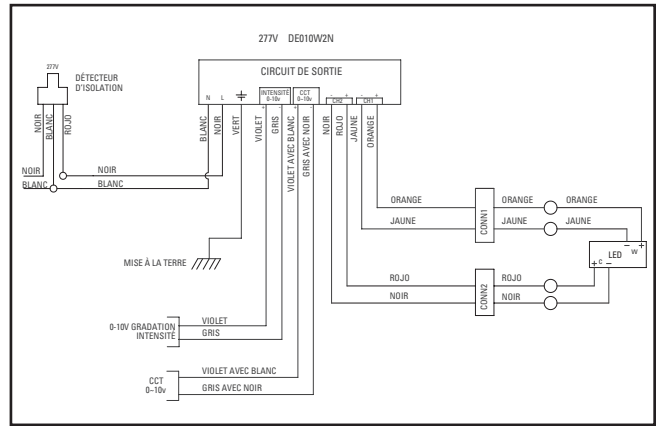 277V DE010W2N
277V
DÉTECTEUR
D'ISOLATION
CIRCUIT DE SORTIE
N
L
INTENSITÉ
0-10v
CCT
0~10v
- +
CH2
- +
CH1
+ - + -
NOIR
BLANC
ROJO
BLANC
NOIR
VERT
VIOLET
GRIS
VIOLET AVEC BLANC
GRIS AVEC NOIR
NOIR
ROJO
JAUNE
ORANGE
NOIR
NOIR
BLANC
BLANC
ORANGE
ORANGE
ORANGE
JAUNE
JAUNE
JAUNE
CONN1
- +
W
LED
+ C -
MISE À LA TERRE
ROJO
ROJO
NOIR
NOIR
CONN2
0-10V GRADATION
INTENSITÉ
VIOLET
GRIS
CCT
0~10v
VIOLET AVEC BLANC
GRIS AVEC NOIR